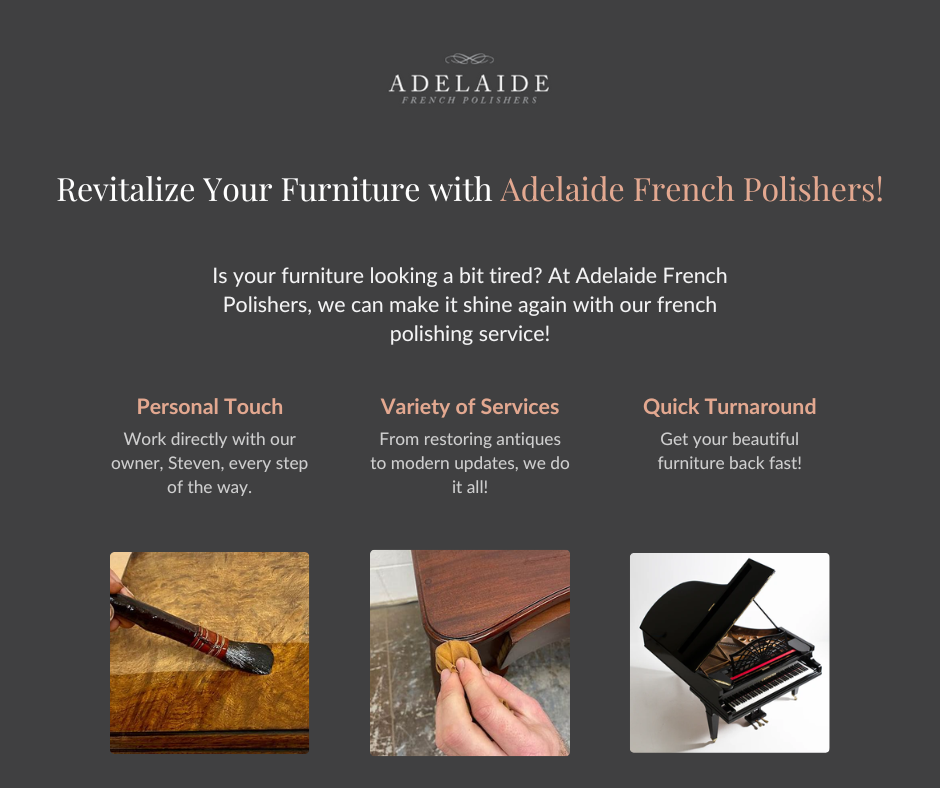 ADELAIDE
FRENCH POLISHERS
Revitalize Your Furniture with Adelaide French Polishers!
Is your furniture looking a bit tired? At Adelaide French
Polishers, we can make it shine again with our french
polishing service!
Personal Touch
Work directly with our
owner, Steven, every step
of the way.
Variety of Services
From restoring antiques
to modern updates, we do
it all!
Quick Turnaround
Get your beautiful
furniture back fast!